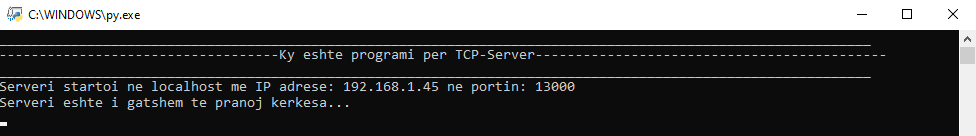 C:\WINDOWS\py.exe
-----------------------------------Ky eshte programi per TCP-Server--------------------------------------------
Serveri startoi ne localhost me IP adrese: 192.168.1.45 ne portin: 13000
Serveri eshte i gatshem te pranoj kerkesa...